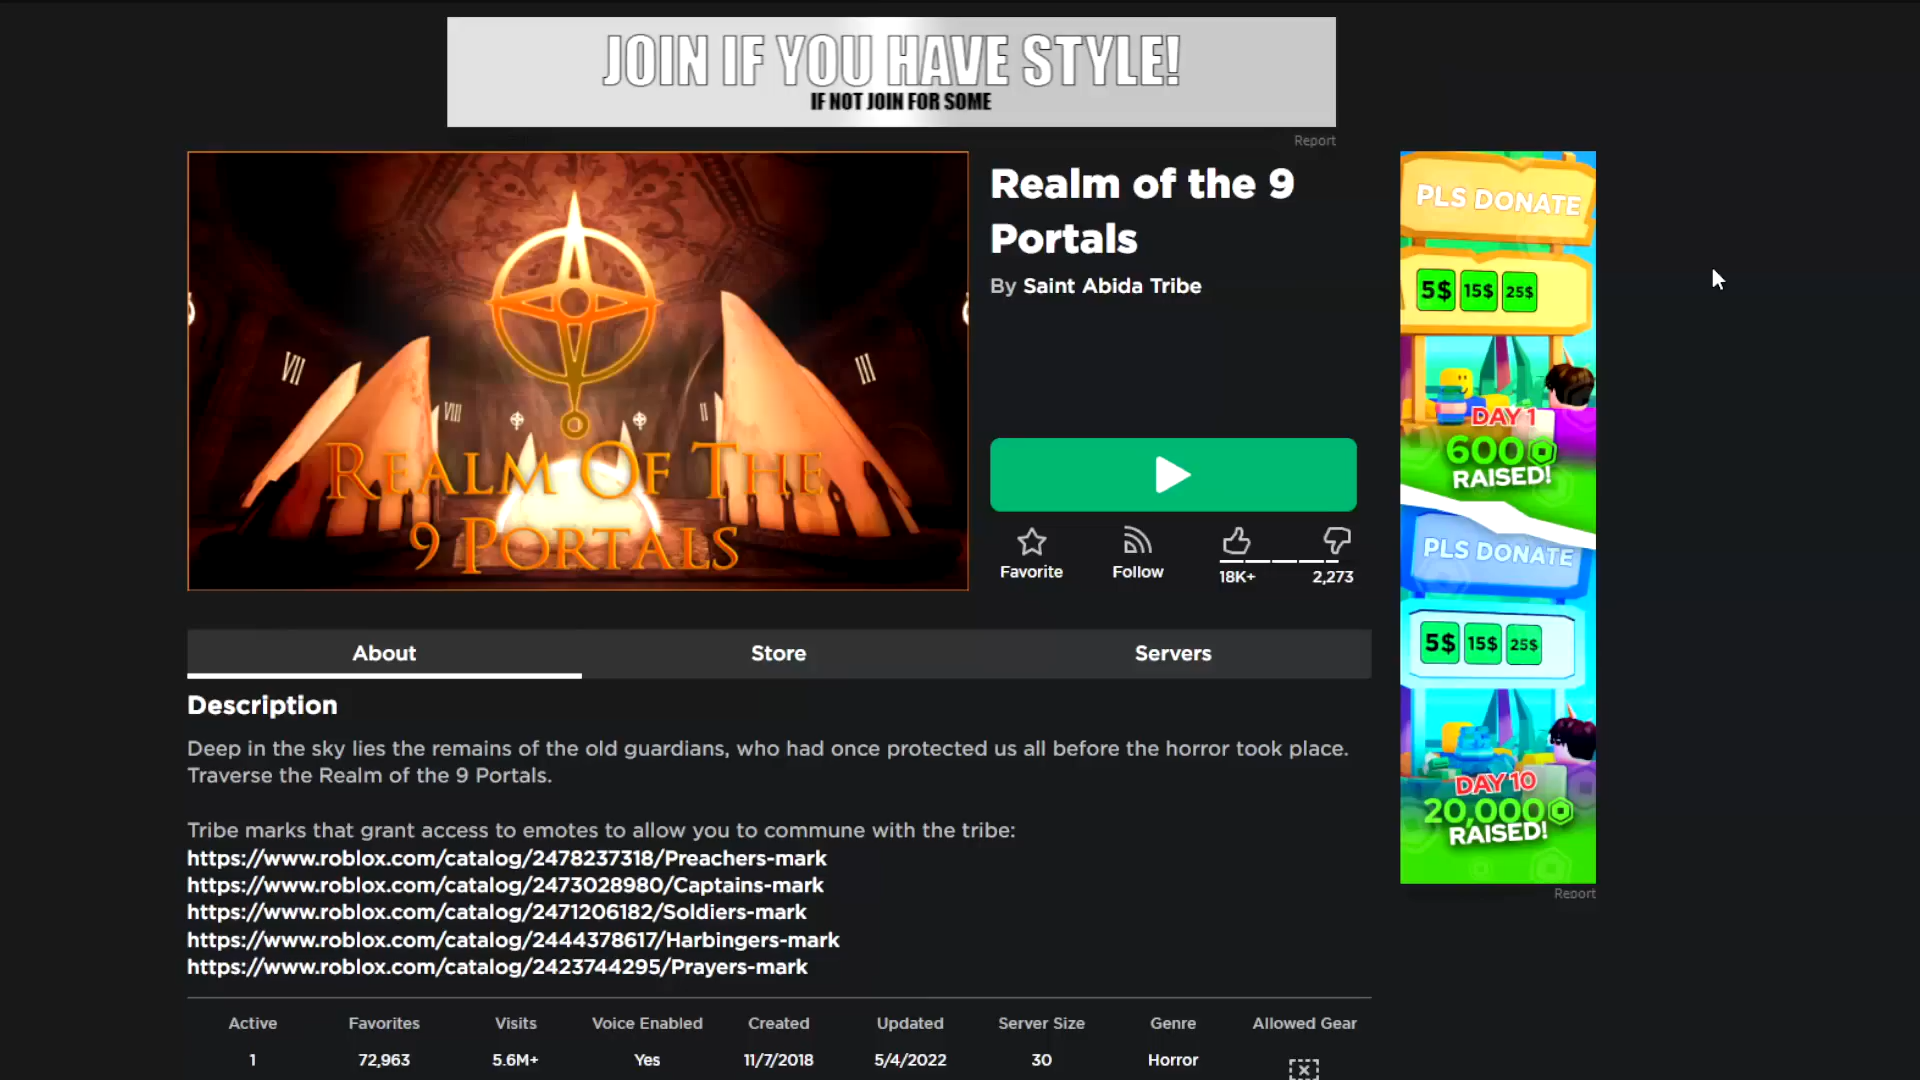 JOIN IF YOU HAVE STYLE!
IF NOT JOIN FOR SOME
Report
VII
VIII
II
III
REALM OF THE
9 PORTALS
Realm of the 9
Portals
By Saint Abida Tribe
Favorite
Follow
18K+
2,273
PLS DONATE
5$ 15$ 25$
DAY 1
600
RAISED!
PLS DONATE
5$ 15$ 25$
DAY 10
20,000
RAISED!
Report
About
Store
Servers
Description
Deep in the sky lies the remains of the old guardians, who had once protected us all before the horror took place.
Traverse the Realm of the 9 Portals.
Tribe marks that grant access to emotes to allow you to commune with the tribe:
https://www.roblox.com/catalog/2478237318/Preachers-mark
https://www.roblox.com/catalog/2473028980/Captains-mark
https://www.roblox.com/catalog/2471206182/Soldiers-mark
https://www.roblox.com/catalog/2444378617/Harbingers-mark
https://www.roblox.com/catalog/2423744295/Prayers-mark
Active Favorites Visits Voice Enabled Created Updated Server Size Genre Allowed Gear
1 72,963 5.6M+ Yes 11/7/2018 5/4/2022 30 Horror